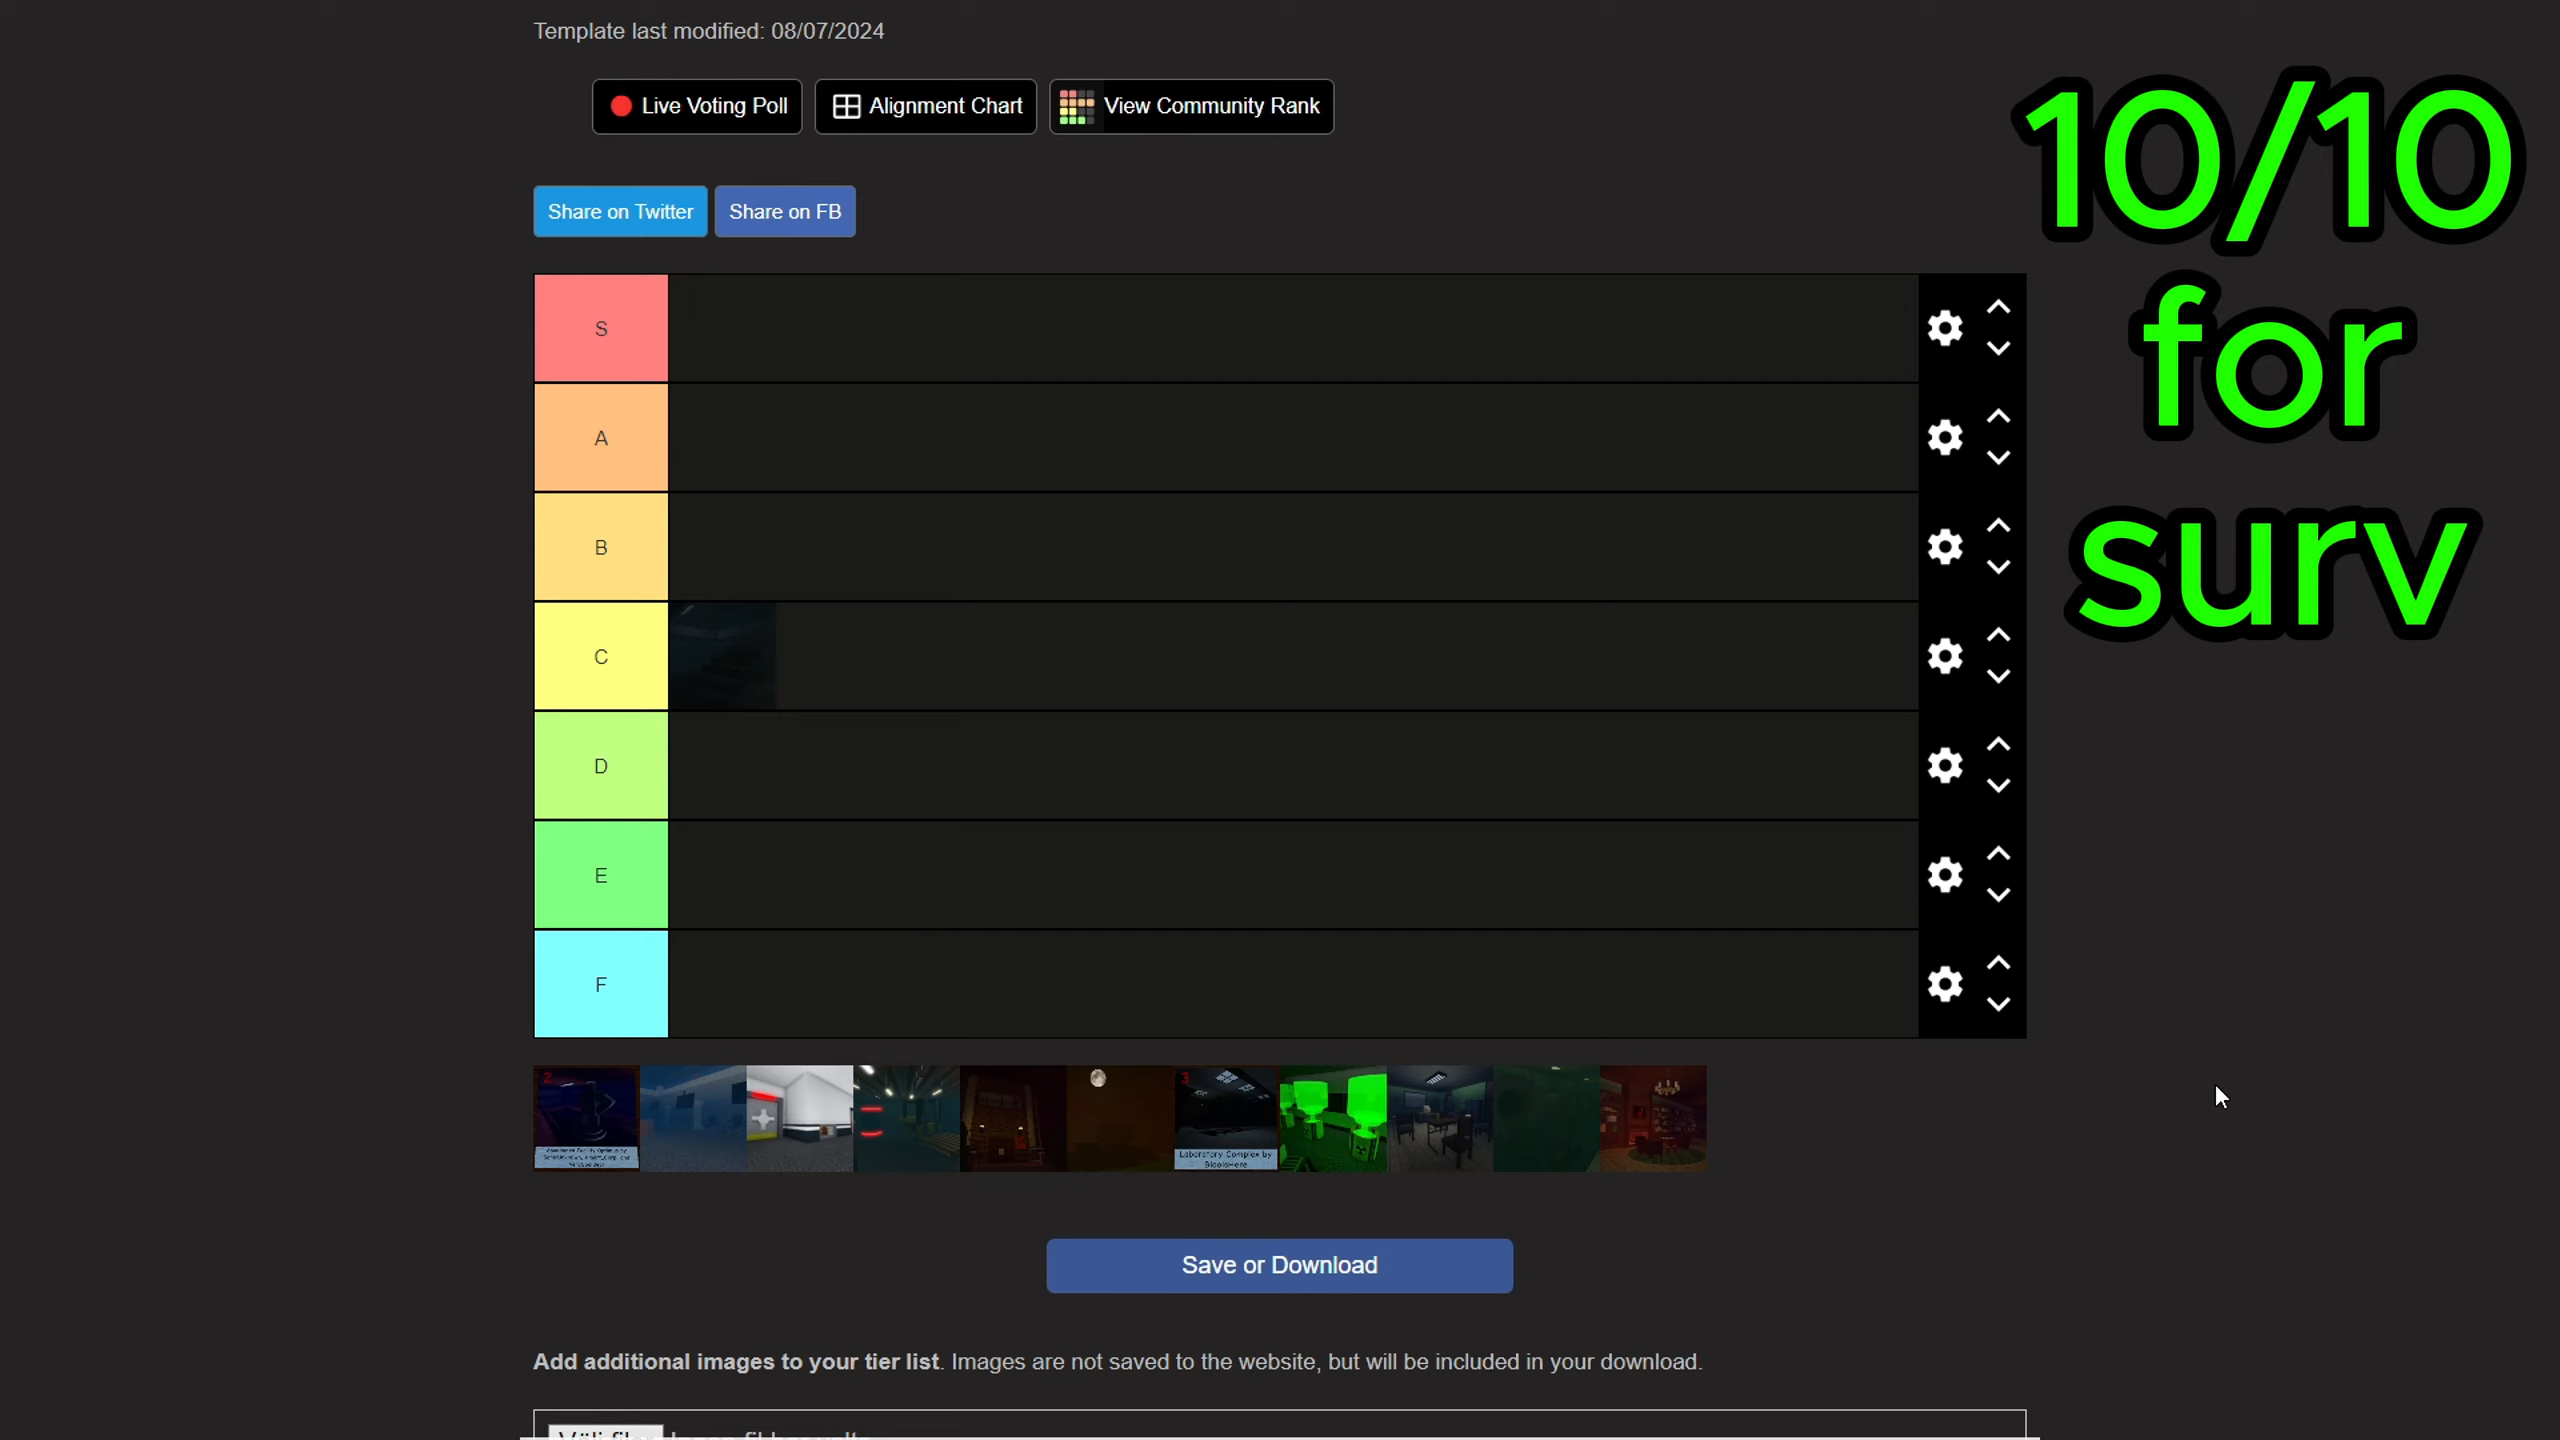 Template last modified: 08/07/2024
Live Voting Poll
Alignment Chart
View Community Rank
Share on Twitter
Share on FB
10/10
for
surv
S
A
B
C
D
E
F
2
3
Laboratory Complex by
Save or Download
Add additional images to your tier list. Images are not saved to the website, but will be included in your download.